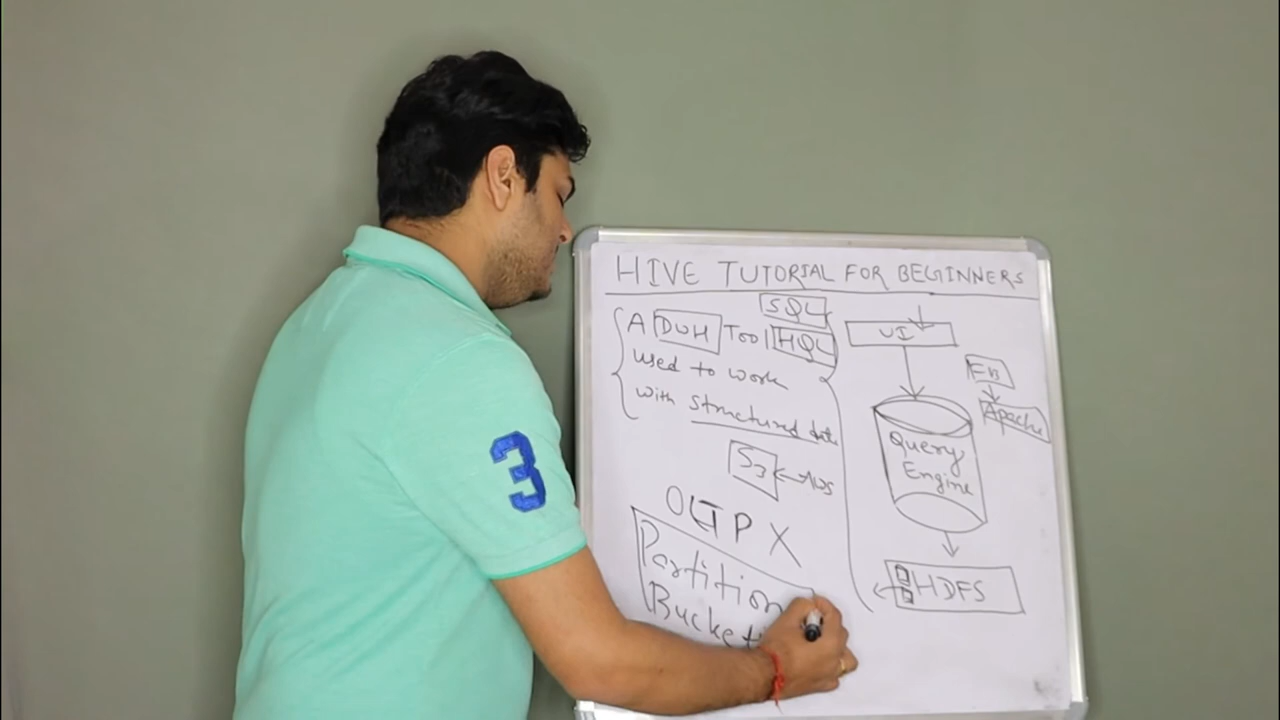 HIVE TUTORIAL FOR BEGINNERS
SQL
A DWH Tool HQL
used to work
with structured data
S3 ← AWS
OLTP X
Partition
Bucketi
UI
FB
Apache
Query
Engine
HDFS
3